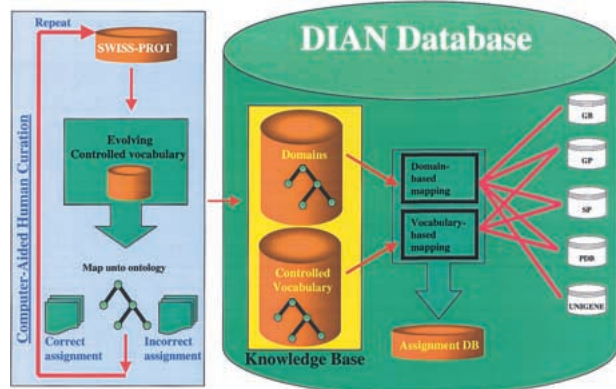 Repeat
SWISS-PROT
Evolving
Controlled vocabulary
Map unto ontology
Correct
assignment
Incorrect
assignment
Computer-Aided Human Curation
DIAN Database
Domains
Controlled
Vocabulary
Knowledge Base
Domain-
based
mapping
Vocabulary-
based
mapping
Assignment DB
GB
GP
SP
PDB
UNIGENE